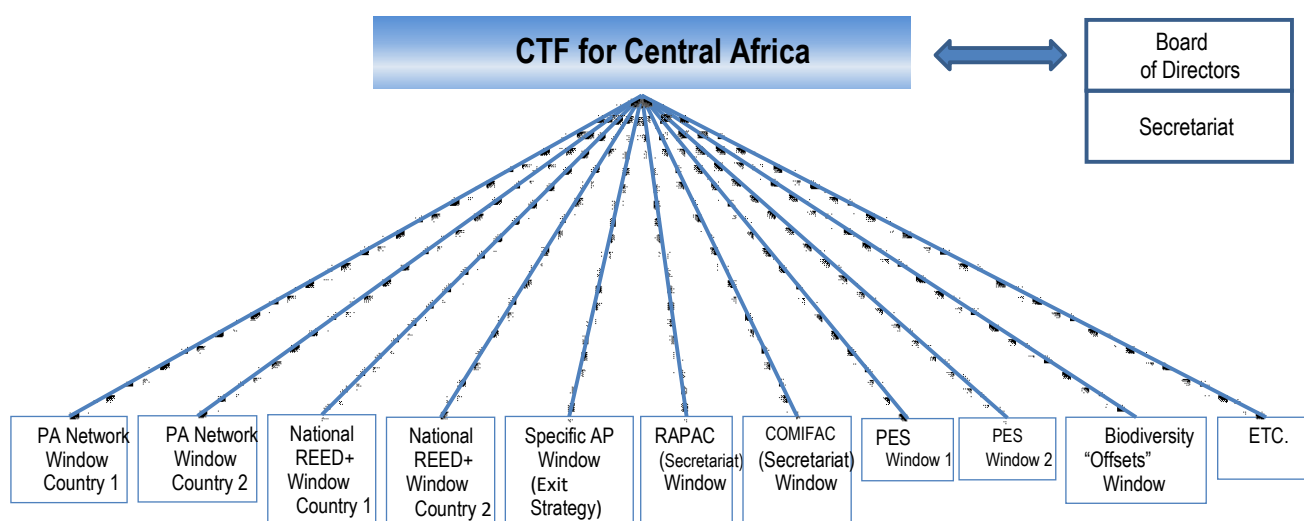 CTF for Central Africa
Board
of Directors
Secretariat
PA Network
Window
Country 1
PA Network
Window
Country 2
National
REED+
Window
Country 1
National
REED+
Window
Country 2
Specific AP
Window
(Exit
Strategy)
RAPAC
(Secretariat)
Window
COMIFAC
(Secretariat)
Window
PES
Window 1
PES
Window 2
Biodiversity
“Offsets”
Window
ETC.